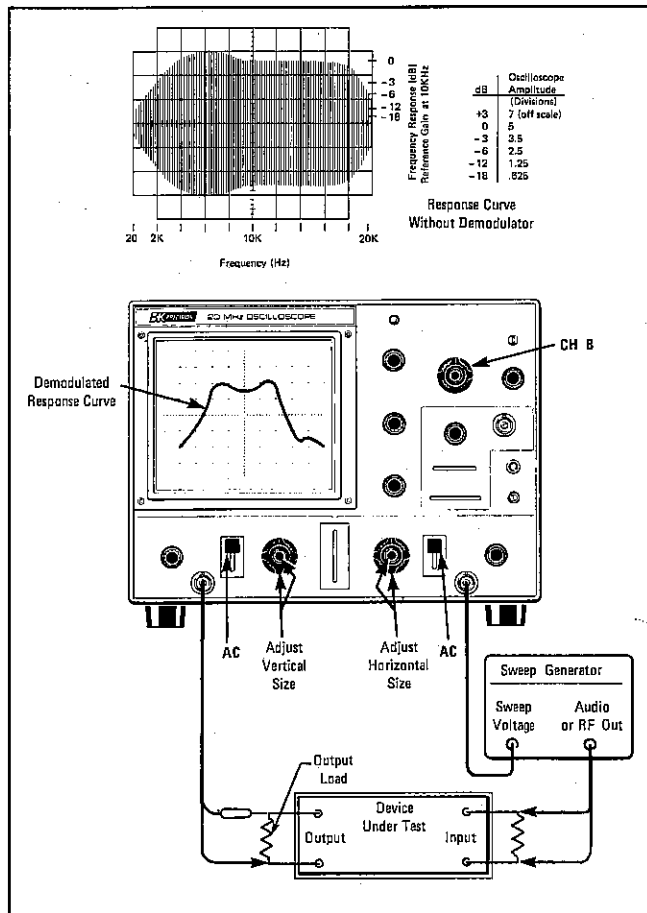 0
-3
-6
-12
-18
Frequency Response [dB]
Reference Gain at 10KHz
dB
Oscilloscope
Amplitude
(Divisions)
+3 7 (off scale)
0 5
-3 3.5
-6 2.5
-12 1.25
-18 .625
Response Curve
Without Demodulator
20 2K 10K 20K
Frequency (Hz)
BK PRECISION 20 MHz OSCILLOSCOPE
CH B
Demodulated
Response Curve
AC
Adjust
Vertical
Size
Adjust
Horizontal
Size
AC
Sweep Generator
Sweep
Voltage
Audio
or RF Out
Output
Load
Device
Under Test
Output
Input